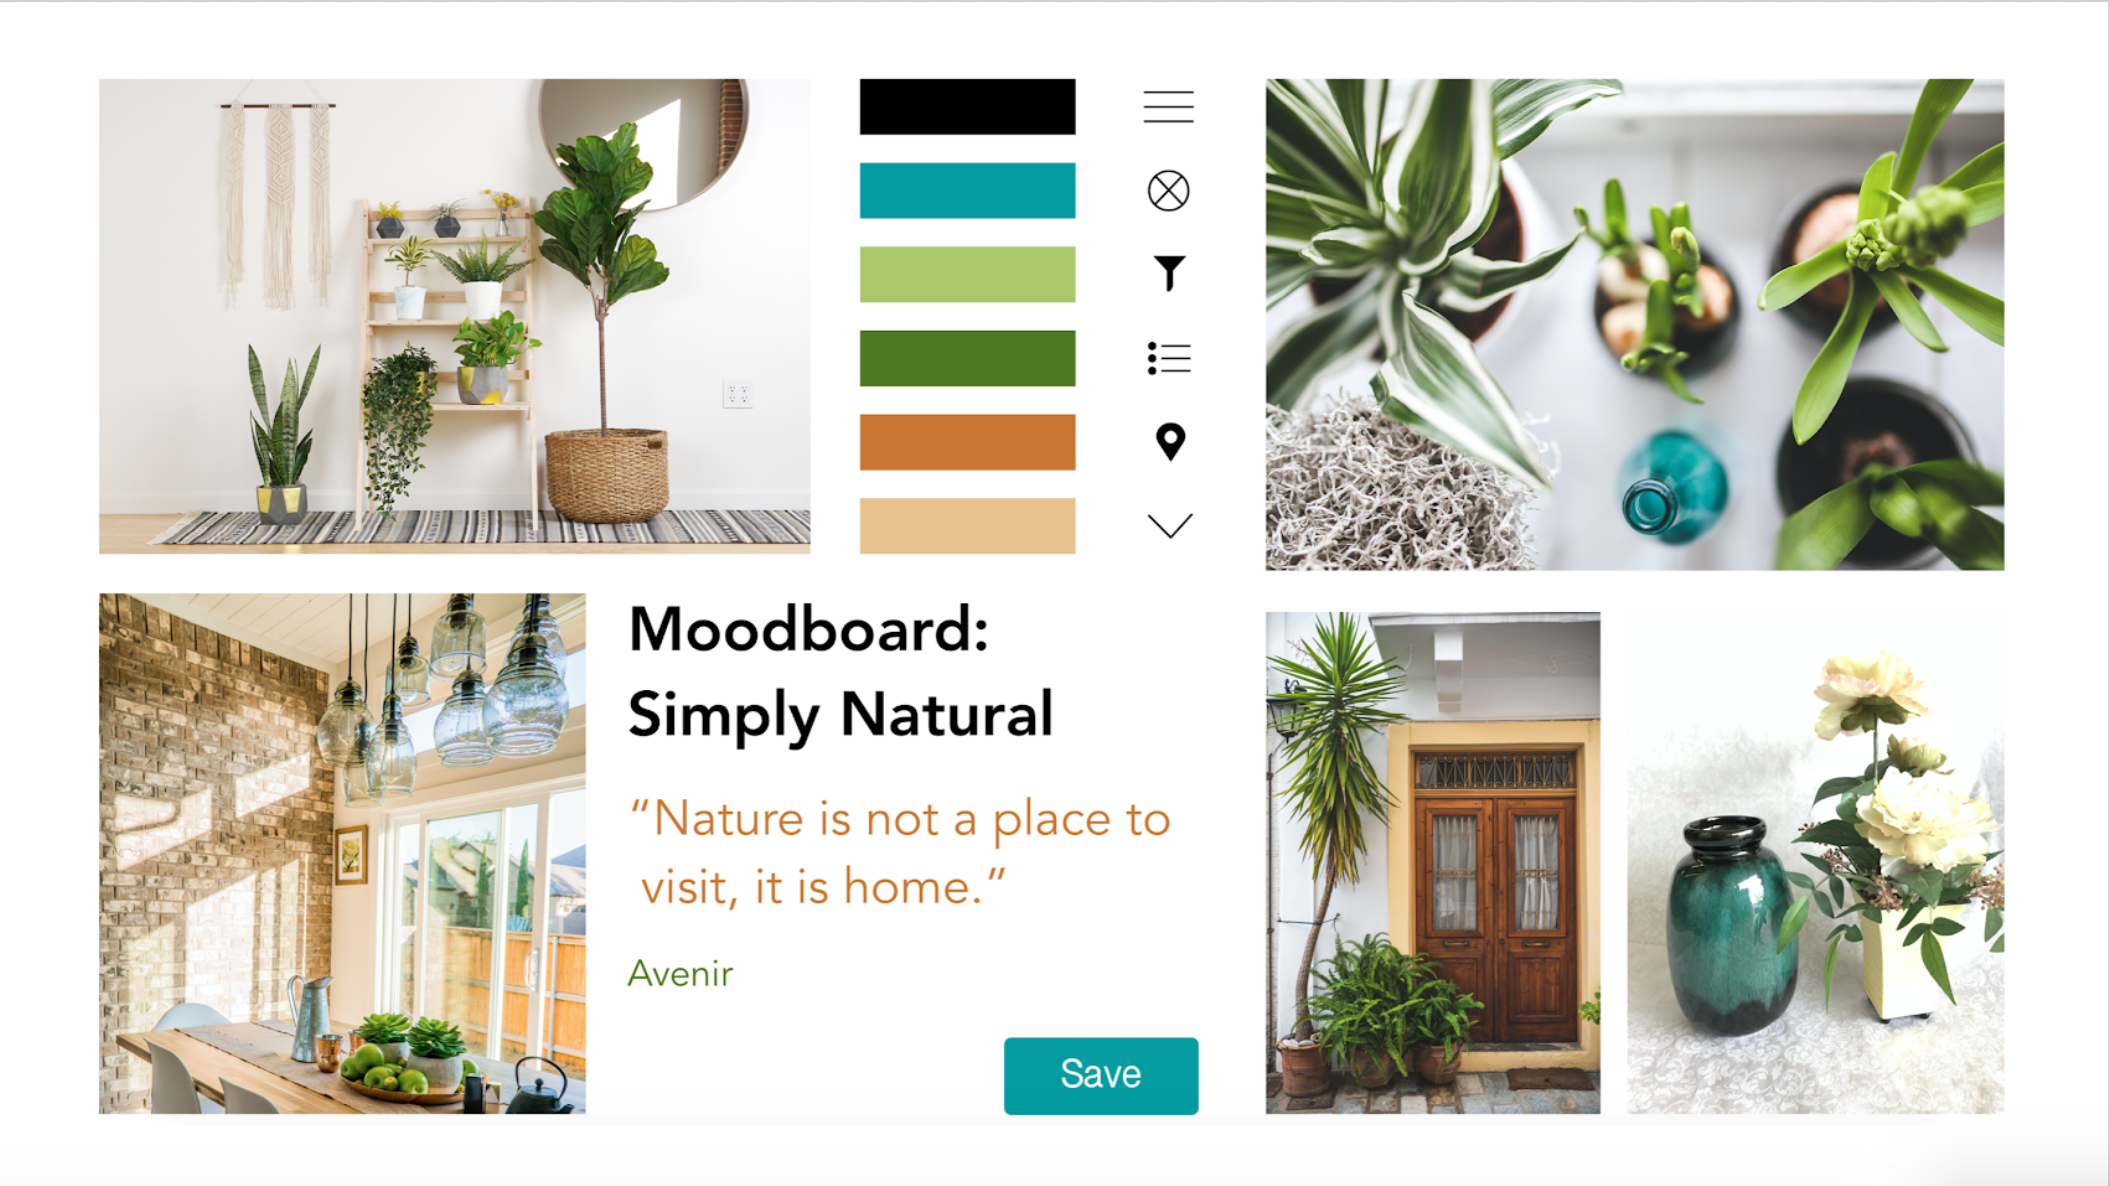 Moodboard:
Simply Natural
“Nature is not a place to
visit, it is home.”
Avenir
Save